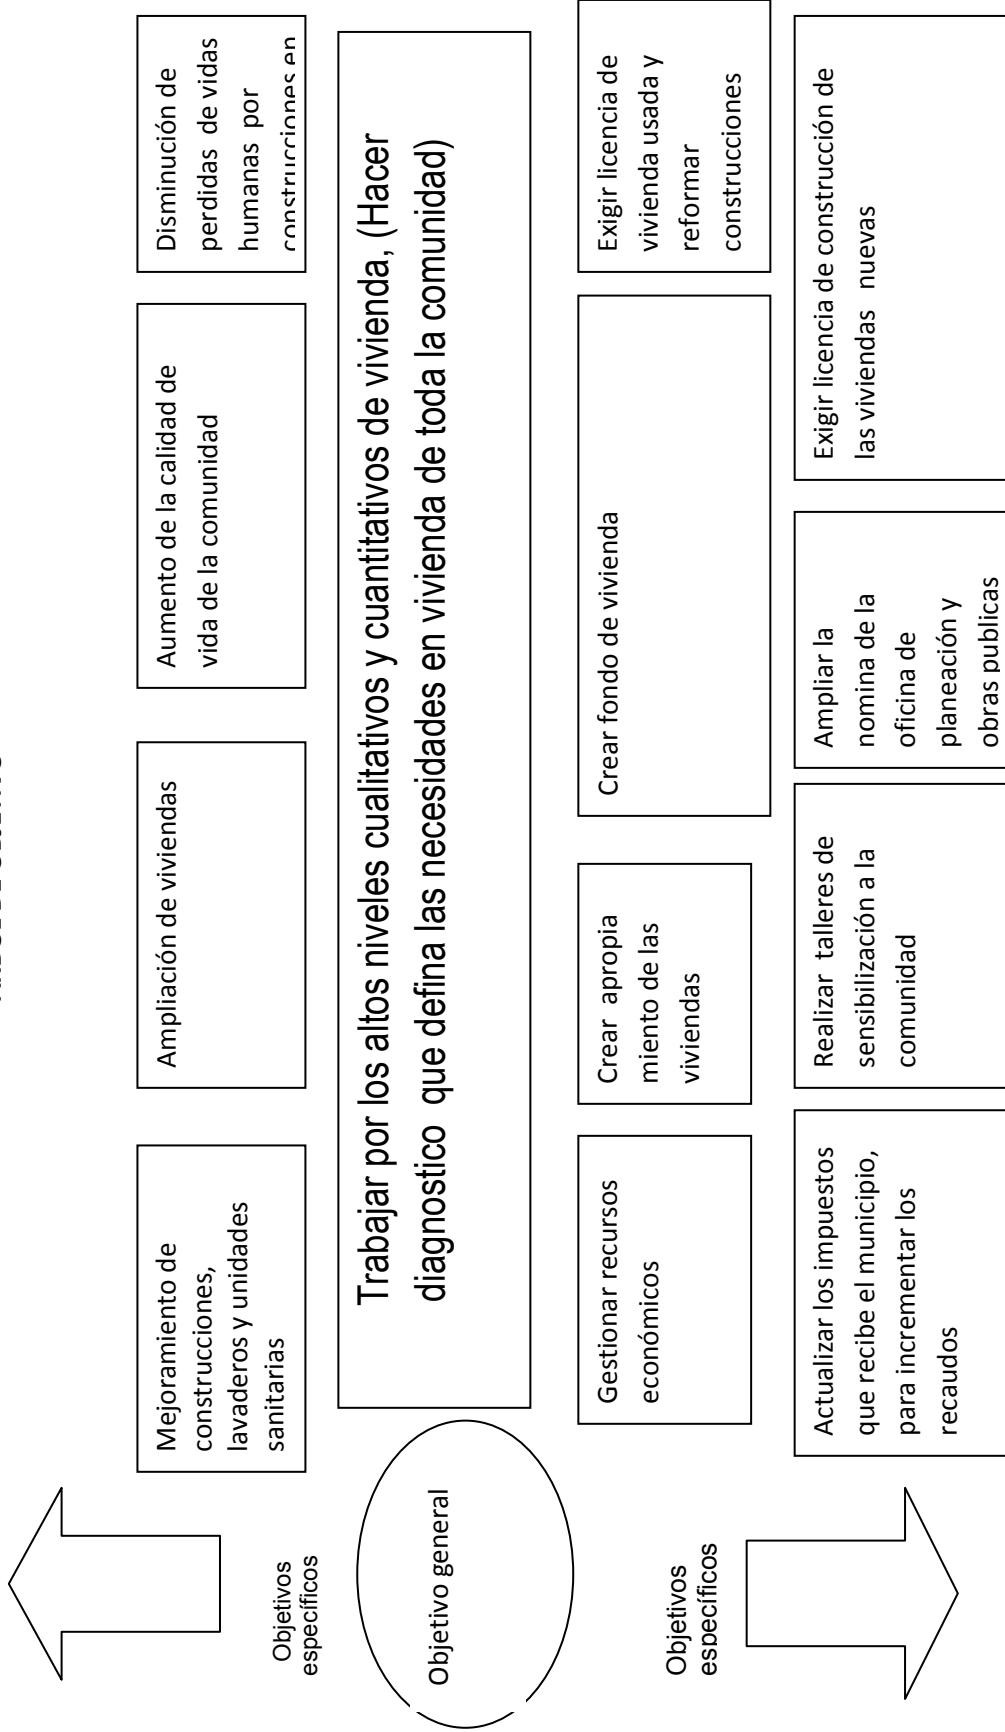 Objetivos
específicos
Mejoramiento de
construcciones,
lavaderos y unidades
sanitarias
Ampliación de viviendas
Aumento de la calidad de
vida de la comunidad
Disminución de
perdidas de vidas
humanas por
construcciones en
Objetivo general
Trabajar por los altos niveles cualitativos y cuantitativos de vivienda, (Hacer
diagnostico que defina las necesidades en vivienda de toda la comunidad)
Objetivos
específicos
Gestionar recursos
económicos
Crear apropia
miento de las
viviendas
Crear fondo de vivienda
Exigir licencia de
vivienda usada y
reformar
construcciones
Actualizar los impuestos
que recibe el municipio,
para incrementar los
recaudos
Realizar talleres de
sensibilización a la
comunidad
Ampliar la
nomina de la
oficina de
planeación y
obras publicas
Exigir licencia de construcción de
las viviendas nuevas